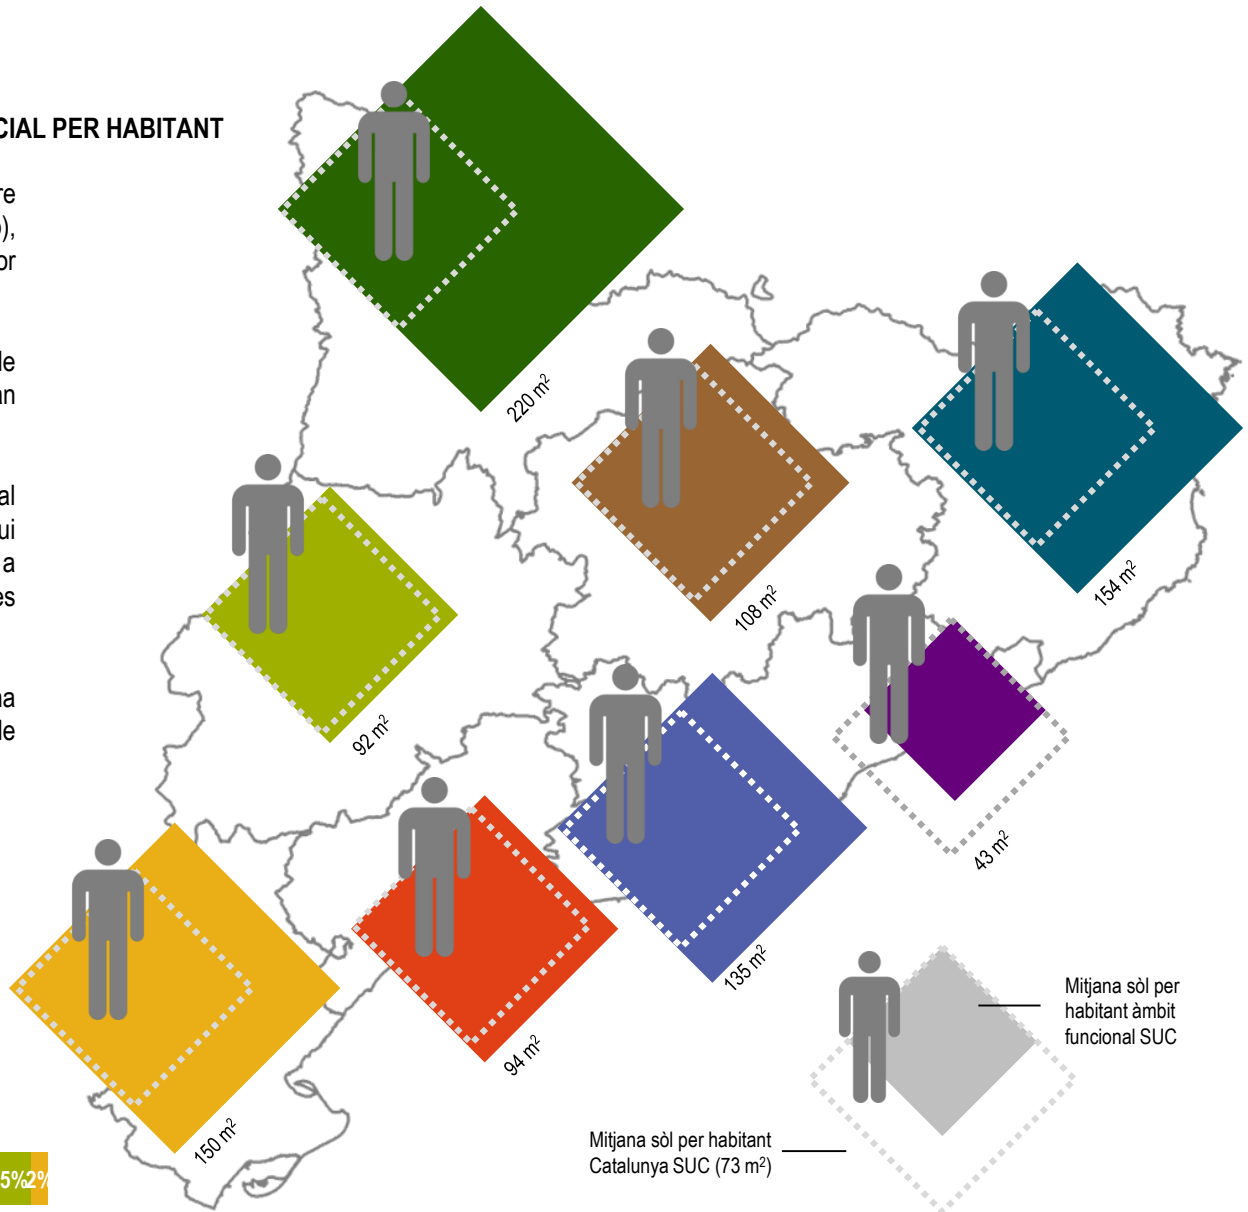 CIAL PER HABITANT
re
),
or
de
an
al
ui
a
es
na
de
220 m²
108 m²
154 m²
92 m²
43 m²
135 m²
94 m²
150 m²
Mitjana sòl per
habitant àmbit
funcional SUC
Mitjana sòl per habitant
Catalunya SUC (73 m²)
5%2%